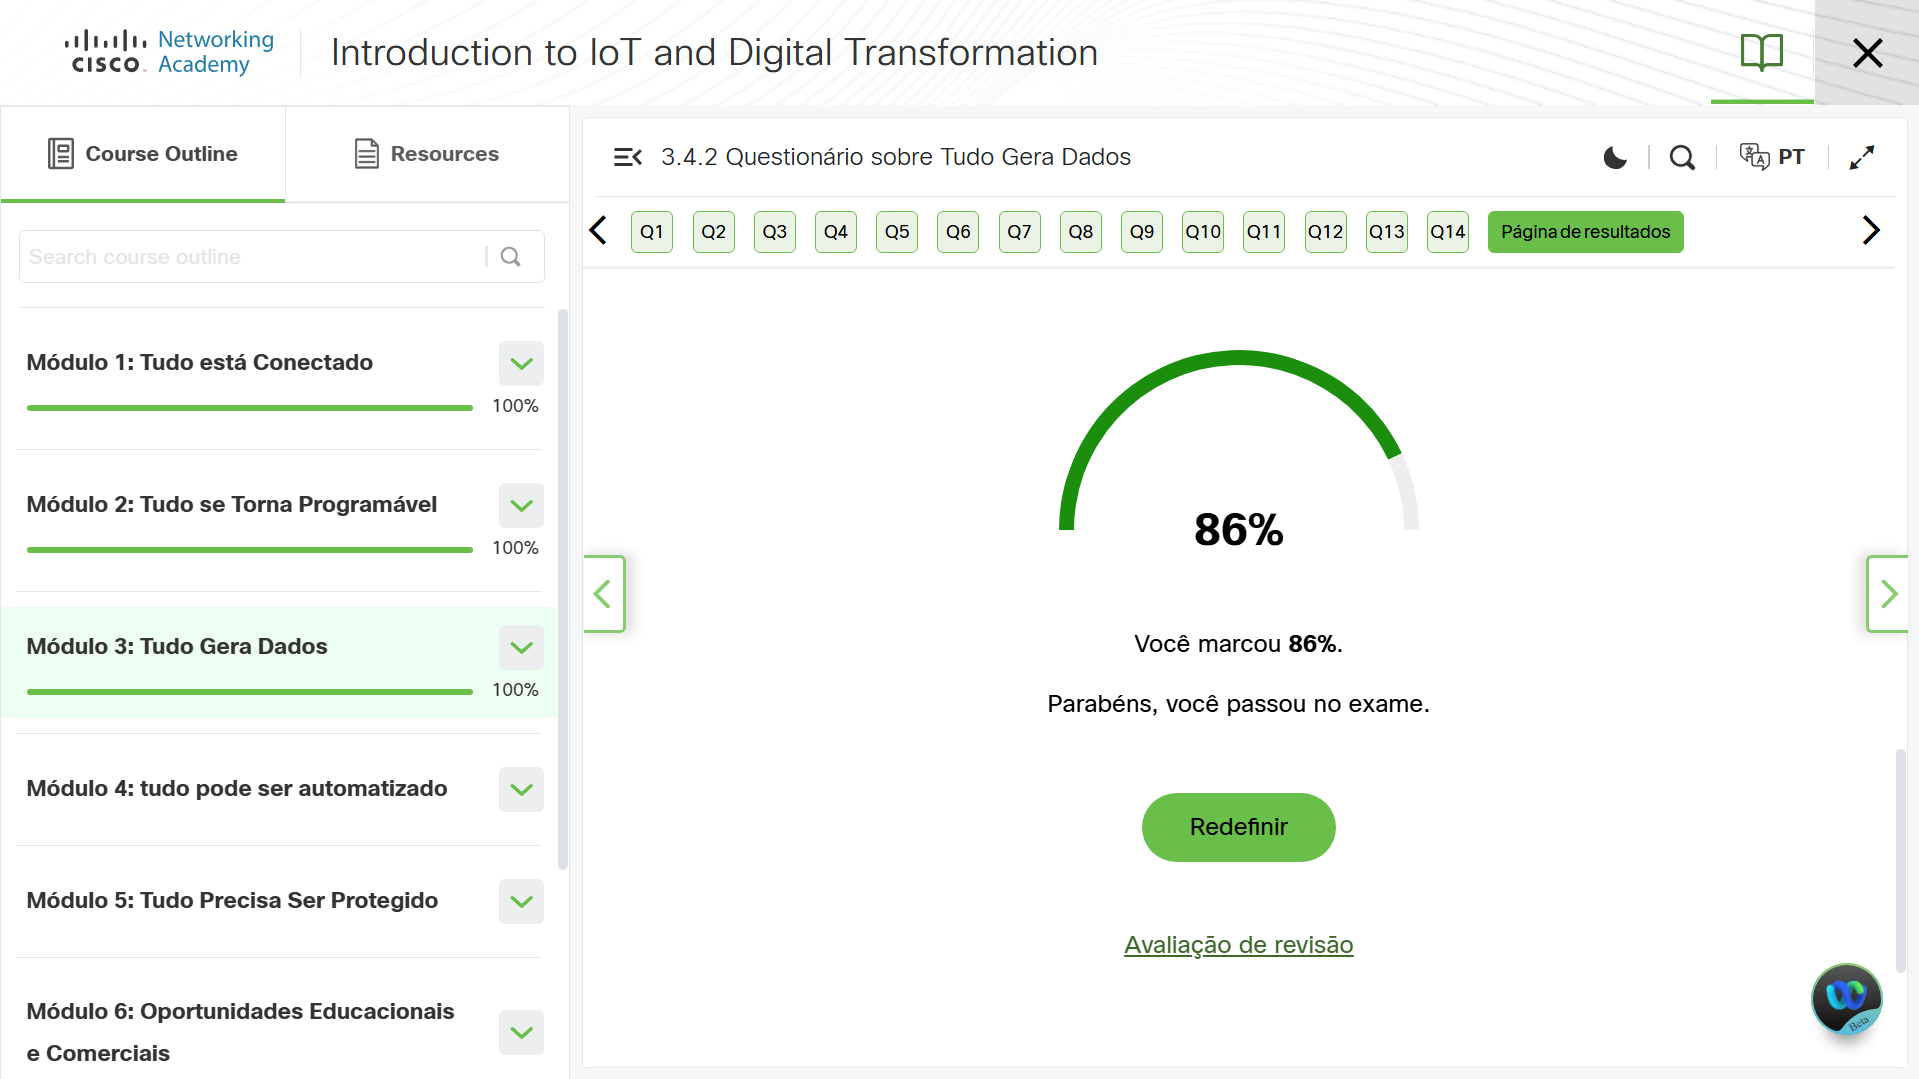 CISCO
Networking
Academy
Introduction to IoT and Digital Transformation
Course Outline
Resources
Search course outline
Módulo 1: Tudo está Conectado
100%
Módulo 2: Tudo se Torna Programável
100%
Módulo 3: Tudo Gera Dados
100%
Módulo 4: tudo pode ser automatizado
Módulo 5: Tudo Precisa Ser Protegido
Módulo 6: Oportunidades Educacionais
e Comerciais
3.4.2 Questionário sobre Tudo Gera Dados
PT
Q1 Q2 Q3 Q4 Q5 Q6 Q7 Q8 Q9 Q10 Q11 Q12 Q13 Q14 Página de resultados
86%
Você marcou 86%.
Parabéns, você passou no exame.
Redefinir
Avaliação de revisão
Beta